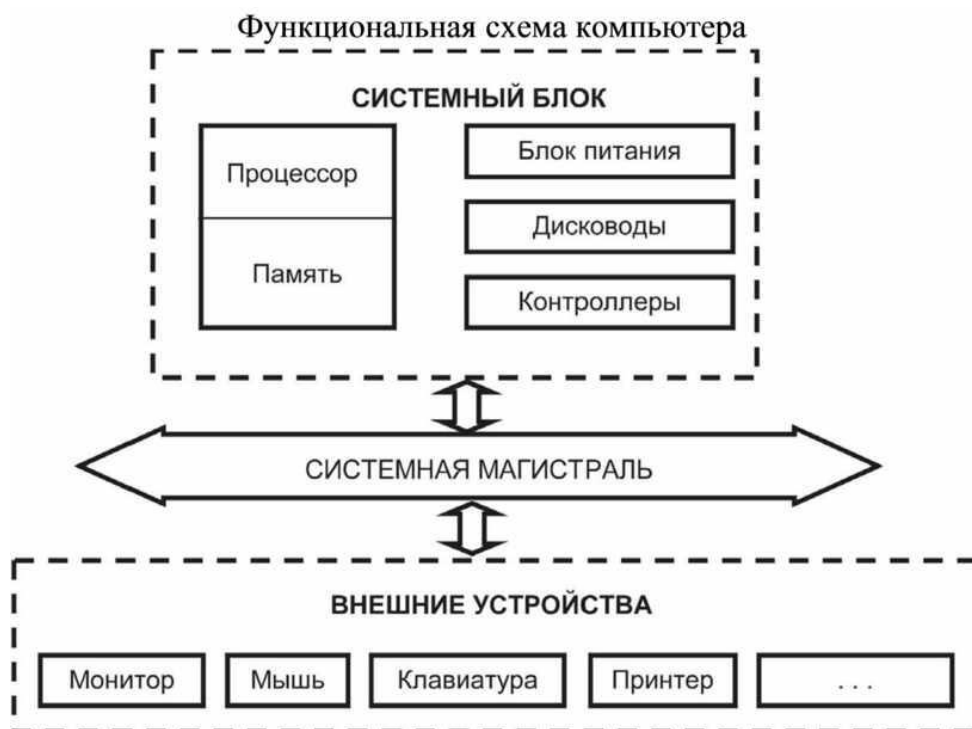 Функциональная схема компьютера
СИСТЕМНЫЙ БЛОК
Процессор
Память
Блок питания
Дисководы
Контроллеры
СИСТЕМНАЯ МАГИСТРАЛЬ
ВНЕШНИЕ УСТРОЙСТВА
Монитор
Мышь
Клавиатура
Принтер
. . .